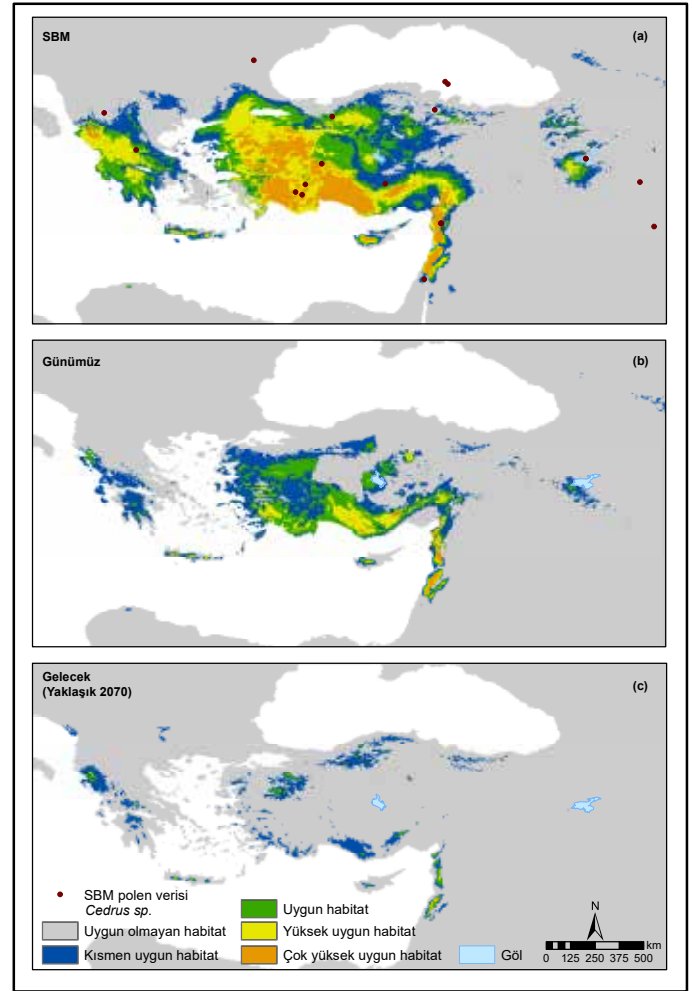 SBM
(a)
Günümüz
(b)
Gelecek
(Yaklaşık 2070)
(c)
SBM polen verisi
Cedrus sp.
Uygun olmayan habitat
Kısmen uygun habitat
Uygun habitat
Yüksek uygun habitat
Çok yüksek uygun habitat
Göl
N
km
0 125 250 375 500